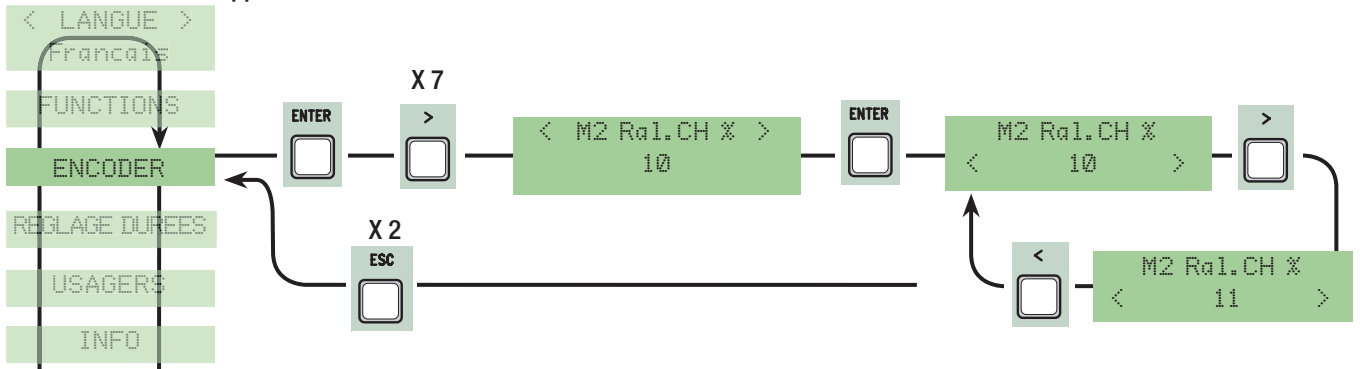 < LANGUE >
Francais
FUNCTIONS
ENCODER
REGLAGE DUREES
USAGERS
INFO
ENTER
X 7
>
< M2 Ral.CH % >
10
ENTER
M2 Ral.CH %
< 10 >
>
<
M2 Ral.CH %
< 11 >
X 2
ESC